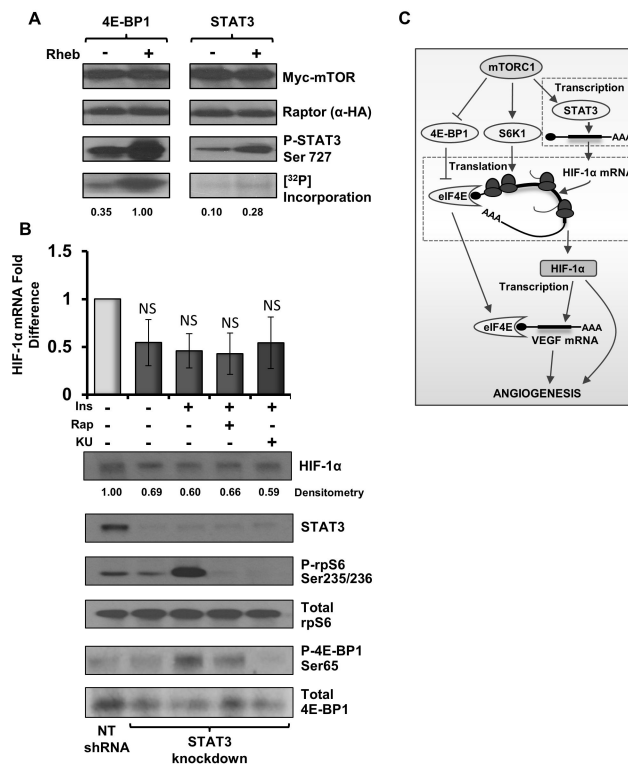 A
4E-BP1 STAT3
Rheb - + - +
Myc-mTOR
Raptor (α-HA)
P-STAT3
Ser 727
[³²P]
Incorporation
0.35 1.00 0.10 0.28
B
HIF-1α mRNA Fold
Difference
1.5
1
0.5
0
NS NS NS NS
Ins - - + + +
Rap - - - + -
KU - - - - +
HIF-1α
1.00 0.69 0.60 0.66 0.59 Densitometry
STAT3
P-rpS6
Ser235/236
Total
rpS6
P-4E-BP1
Ser65
Total
4E-BP1
NT
shRNA
STAT3
knockdown
C
mTORC1
Transcription
STAT3
4E-BP1 S6K1
AAA
Translation
HIF-1α mRNA
eIF4E
AAA
HIF-1α
Transcription
eIF4E
AAA
VEGF mRNA
ANGIOGENESIS